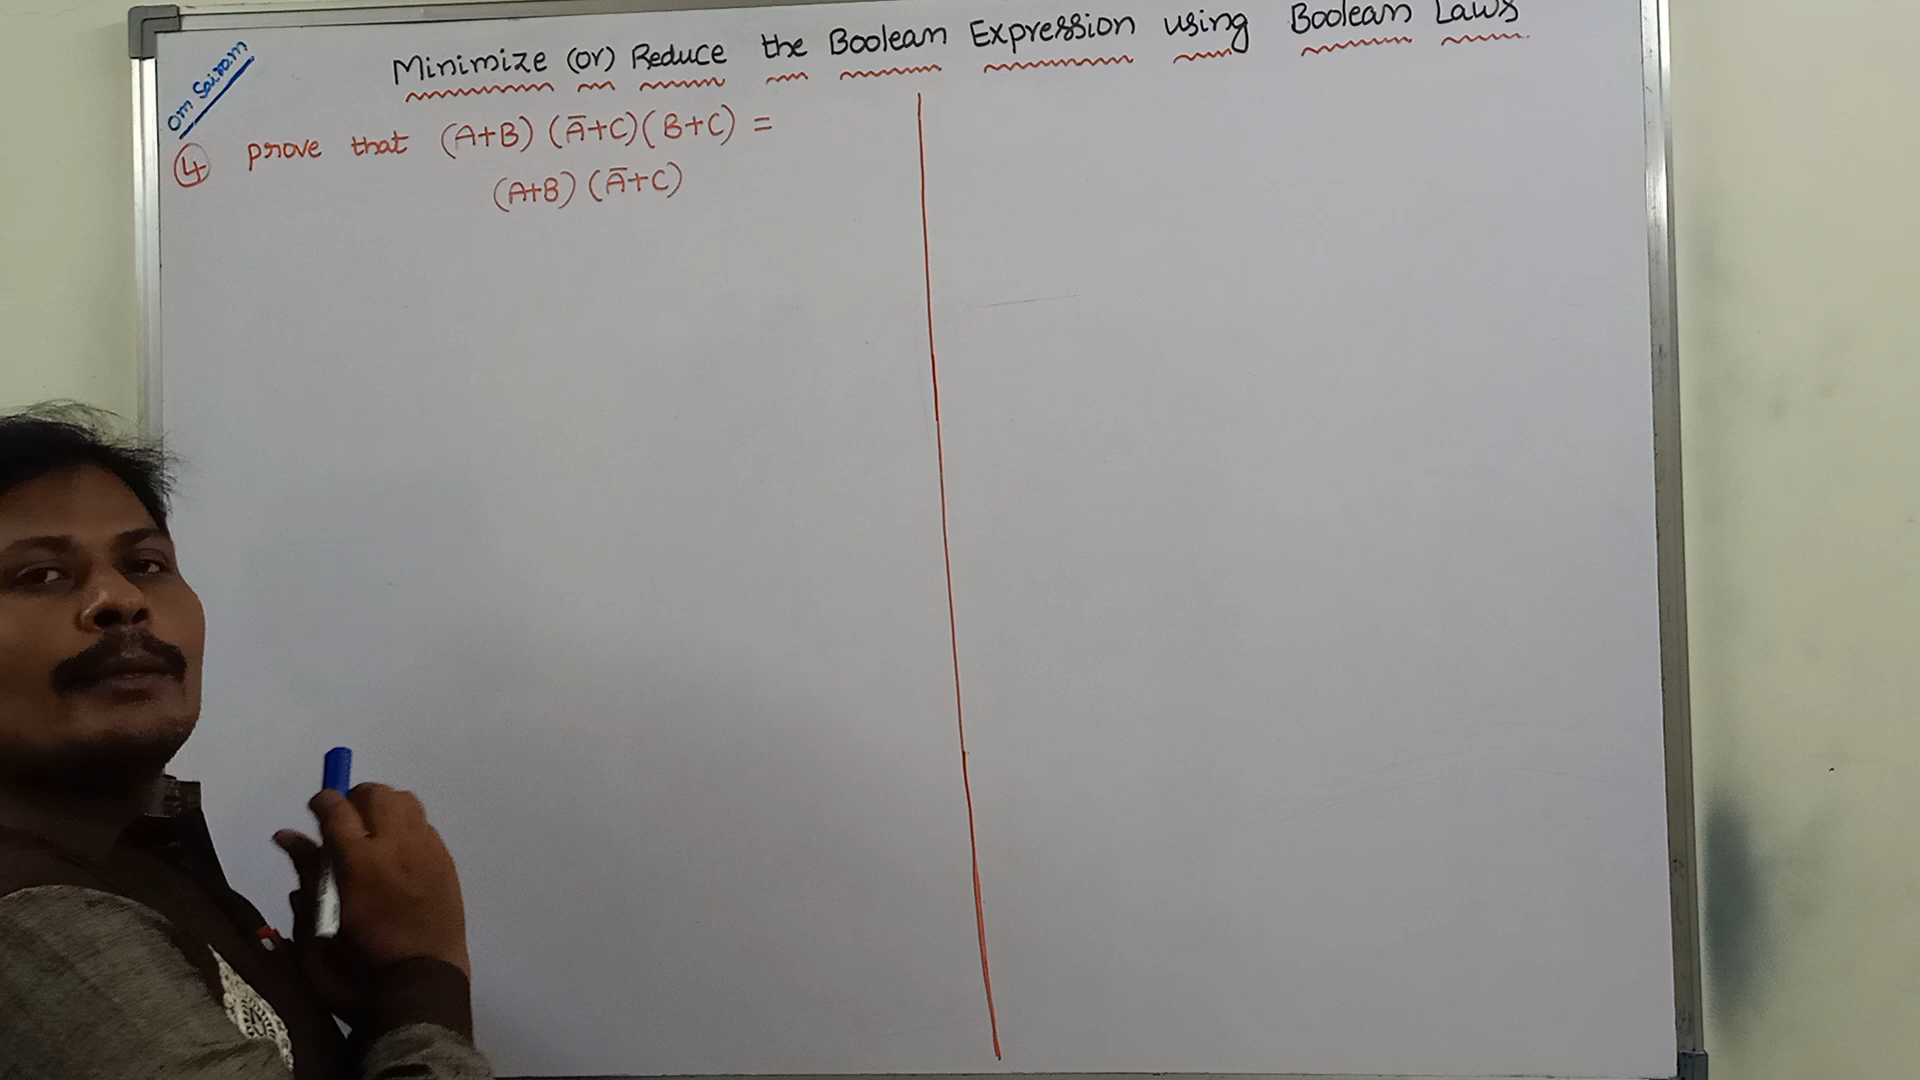 Minimize (or) Reduce the Boolean Expression using Boolean Laws
Om Sairam
④ prove that (A+B) (Ā+C) (B+C) =
(A+B) (Ā+C)